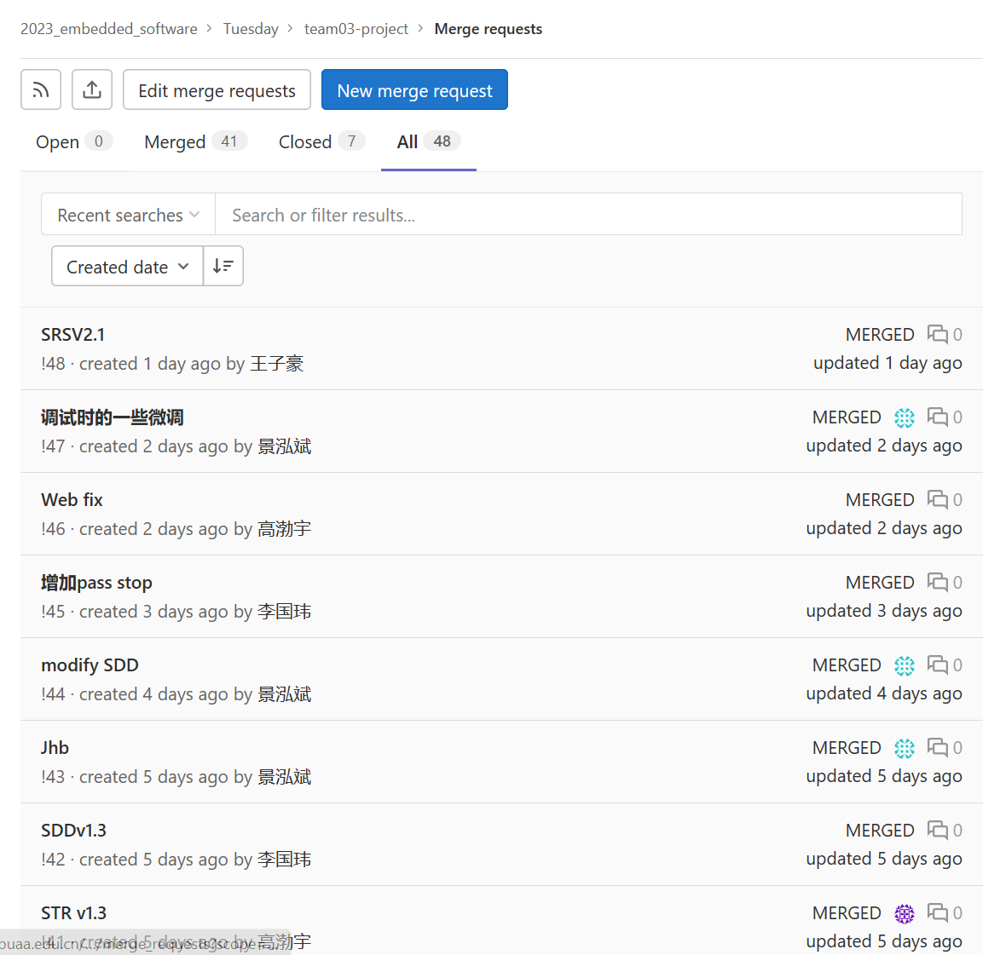 2023_embedded_software > Tuesday > team03-project > Merge requests
Edit merge requests New merge request
Open 0 Merged 41 Closed 7 All 48
Recent searches Search or filter results...
Created date
SRSV2.1 MERGED 0
!48 · created 1 day ago by 王子豪 updated 1 day ago
调试时的一些微调 MERGED 0
!47 · created 2 days ago by 景泓斌 updated 2 days ago
Web fix MERGED 0
!46 · created 2 days ago by 高渤宇 updated 2 days ago
增加pass stop MERGED 0
!45 · created 3 days ago by 李国玮 updated 3 days ago
modify SDD MERGED 0
!44 · created 4 days ago by 景泓斌 updated 4 days ago
Jhb MERGED 0
!43 · created 5 days ago by 景泓斌 updated 5 days ago
SDDv1.3 MERGED 0
!42 · created 5 days ago by 李国玮 updated 5 days ago
STR v1.3 MERGED 0
!41 · created 5 days ago by 高渤宇 updated 5 days ago
buaa.edu.cn/.../merge_requests?scope=...